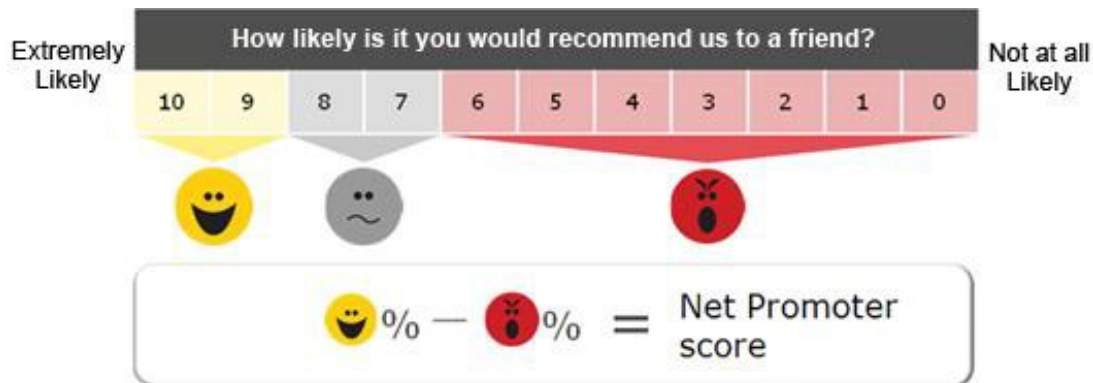 How likely is it you would recommend us to a friend?
Extremely
Likely
Not at all
Likely
10 9 8 7 6 5 4 3 2 1 0
% — % = Net Promoter
score